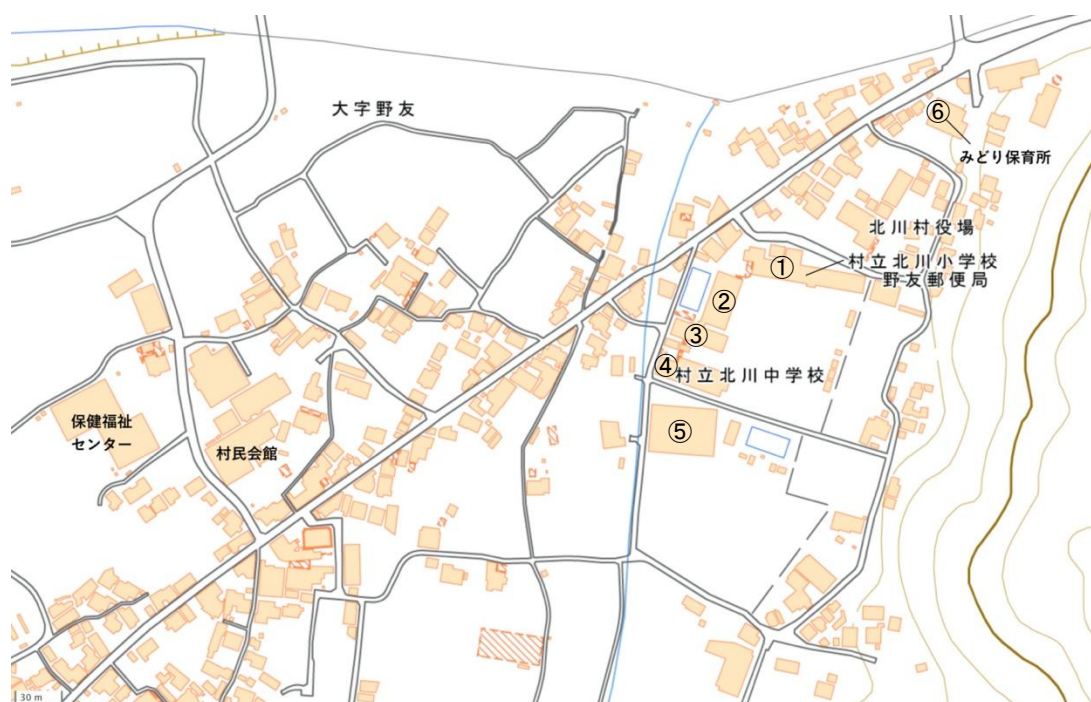 大字野友
⑥
みどり保育所
北川村役場
①
村立北川小学校
野友郵便局
②
③
④
村立北川中学校
⑤
保健福祉
センター
村民会館
30 m